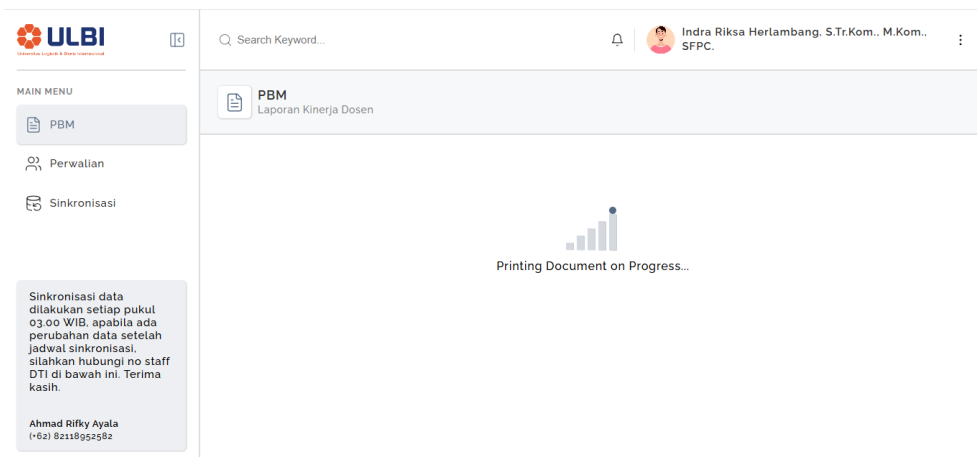 ULBI
Universitas Logistik & Bisnis Internasional
Search Keyword...
Indra Riksa Herlambang, S.Tr.Kom., M.Kom.,
SFPC.
MAIN MENU
PBM
Perwalian
Sinkronisasi
PBM
Laporan Kinerja Dosen
Printing Document on Progress...
Sinkronisasi data
dilakukan setiap pukul
03.00 WIB, apabila ada
perubahan data setelah
jadwal sinkronisasi,
silahkan hubungi no staff
DTI di bawah ini. Terima
kasih.
Ahmad Rifky Ayala
(+62) 82118952582